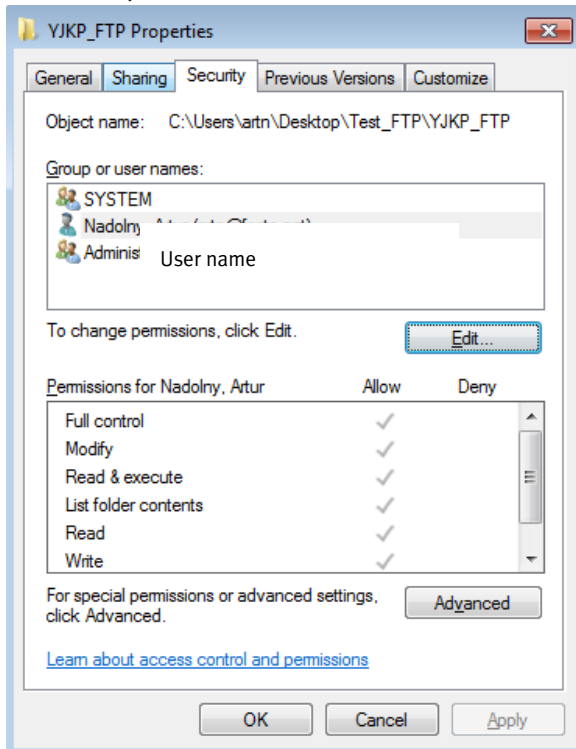 YJKP_FTP Properties
General Sharing Security Previous Versions Customize
Object name: C:\Users\artn\Desktop\Test_FTP\YJKP_FTP
Group or user names:
SYSTEM
Nadolny
User name
To change permissions, click Edit.
Edit...
Permissions for Nadolny, Artur Allow Deny
Full control
Modify
Read & execute
List folder contents
Read
Write
For special permissions or advanced settings,
click Advanced.
Advanced
Learn about access control and permissions
OK Cancel Apply